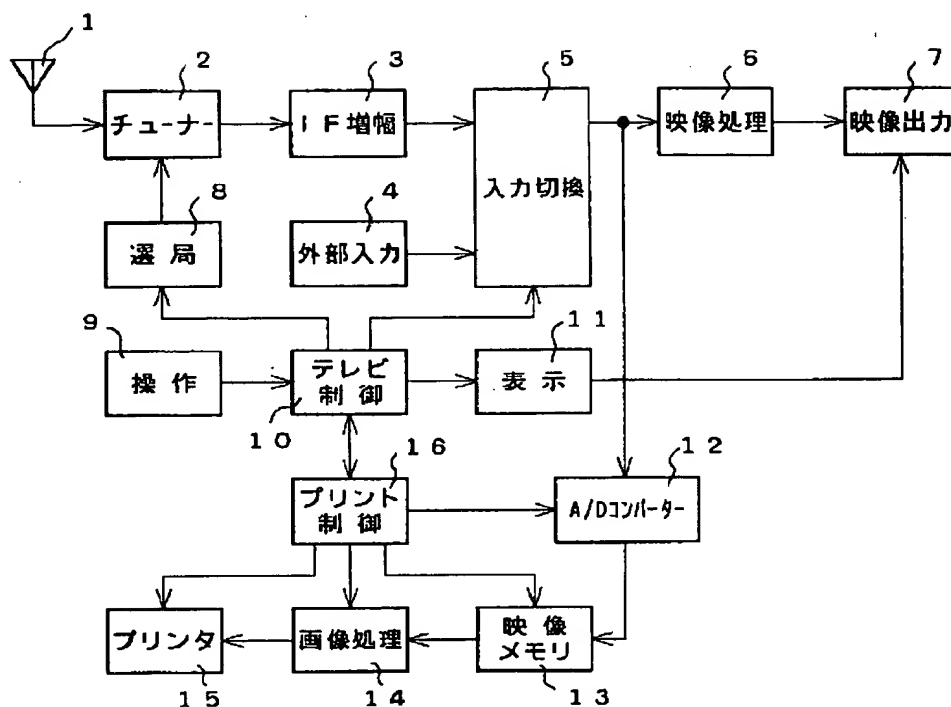 1
2
3
5
6
7
チューナー
IF増幅
入力切換
映像処理
映像出力
8
4
選局
外部入力
9
11
操作
テレビ
制御
表示
10
16
12
プリント
制御
A/Dコンバーター
プリンタ
画像処理
映像
メモリ
15
14
13